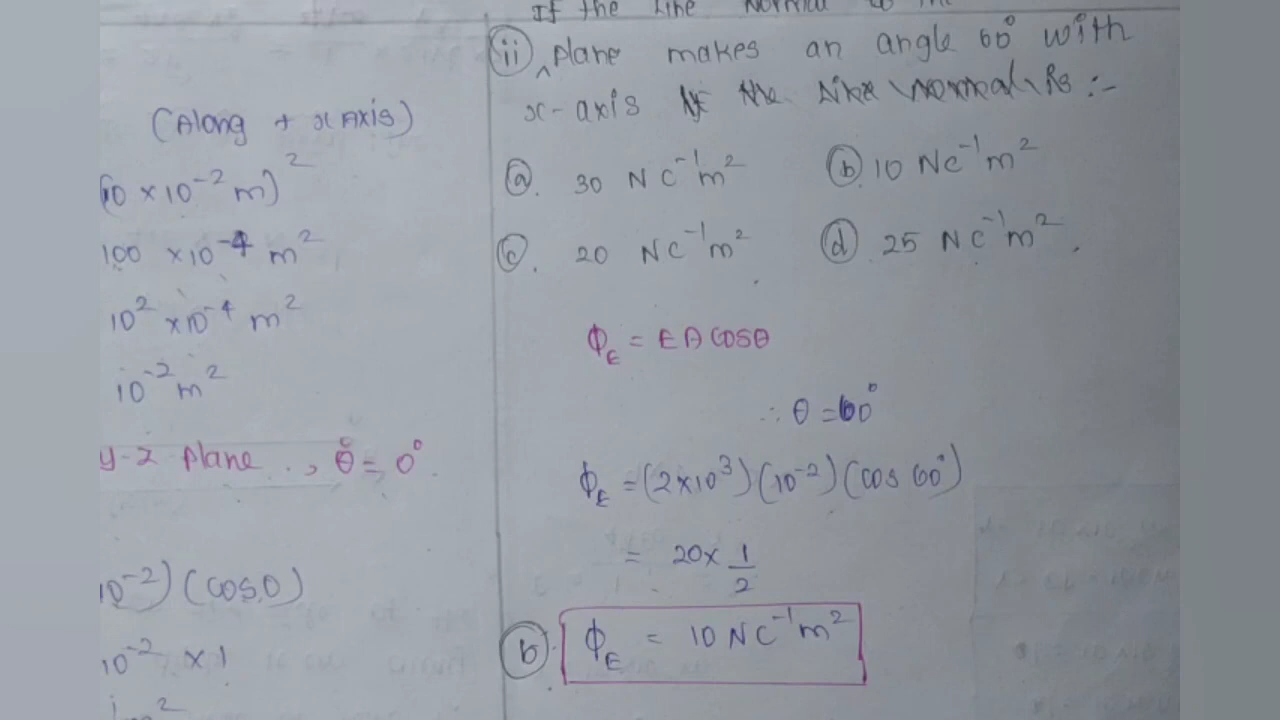 (Along + x Axis)
10 × 10⁻² m)²
100 × 10⁻⁴ m²
10² × 10⁻⁴ m²
10⁻² m²
y-z Plane ., θ = 0°
10⁻²) (cos 0)
10⁻² × 1
If the Line Normal to the
(ii) ^ Plane makes an angle 60° with
x-axis is :-
(a). 30 NC⁻¹m² (b) 10 NC⁻¹m²
(c). 20 NC⁻¹m² (d) 25 NC⁻¹m².
Φ_E = EA cosθ
∴ θ = 60°
Φ_E = (2×10³) (10⁻²) (cos 60°)
= 20 × 1/2
(b). Φ_E = 10 NC⁻¹m²